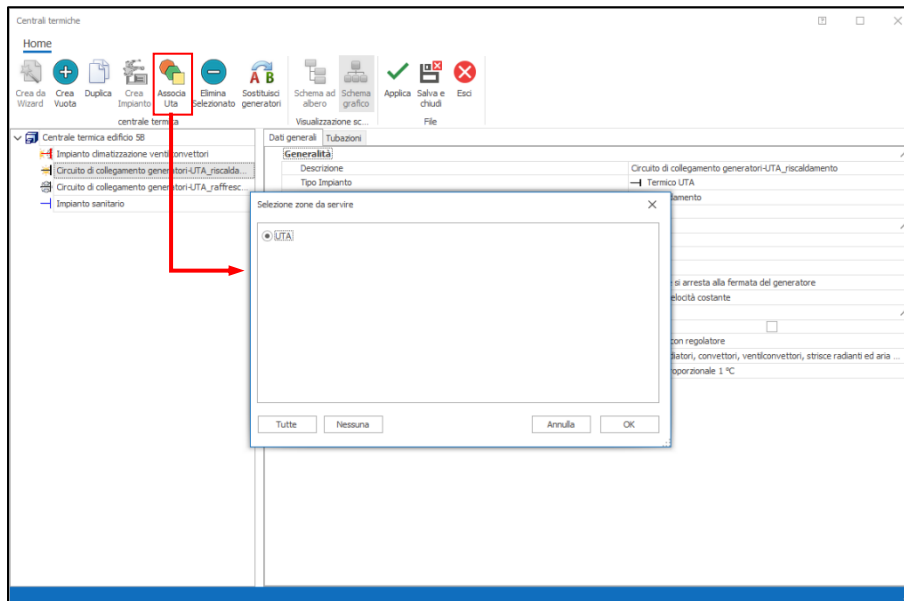 Centrali termiche
Home
Crea da Wizard
Crea Vuota
Duplica
Crea Impianto
Associa Uta
Elimina Selezionato
Sostituisci generatori
Schema ad albero
Schema grafico
Applica
Salva e chiudi
Esci
centrale termica
Visualizzazione sc...
File
Centrale termica edificio 5B
Impianto climatizzazione ventilconvettori
Circuito di collegamento generatori-UTA_riscalda...
Circuito di collegamento generatori-UTA_raffresc...
Impianto sanitario
Dati generali
Tubazioni
Generalità
Descrizione
Circuito di collegamento generatori-UTA_riscaldamento
Tipo Impianto
Termico UTA
Selezione zone da servire
UTA
Tutte
Nessuna
Annulla
OK
si arresta alla fermata del generatore
velocità costante
con regolatore
convettori, ventilconvettori, strisce radianti ed aria ...
1 °C